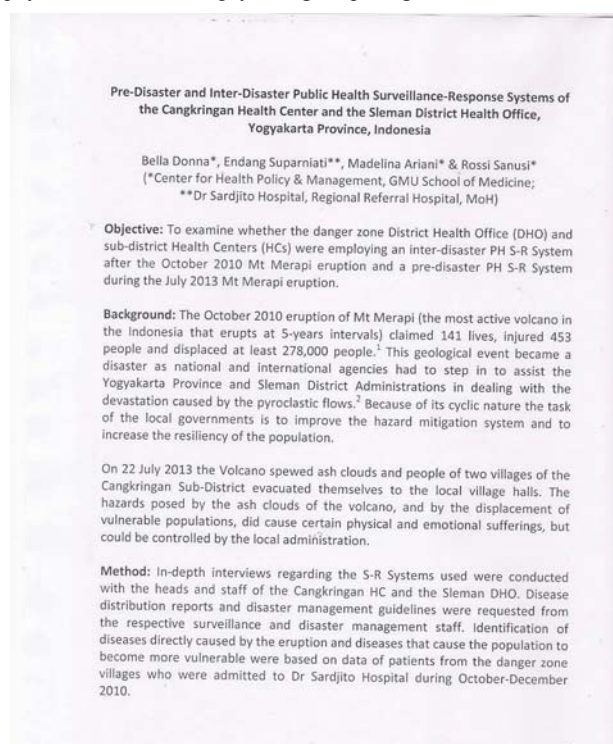 Pre-Disaster and Inter-Disaster Public Health Surveillance-Response Systems of
the Cangkringan Health Center and the Sleman District Health Office,
Yogyakarta Province, Indonesia
Bella Donna*, Endang Suparniati**, Madelina Ariani* & Rossi Sanusi*
(*Center for Health Policy & Management, GMU School of Medicine;
**Dr Sardjito Hospital, Regional Referral Hospital, MoH)
Objective: To examine whether the danger zone District Health Office (DHO) and
sub-district Health Centers (HCs) were employing an inter-disaster PH S-R System
after the October 2010 Mt Merapi eruption and a pre-disaster PH S-R System
during the July 2013 Mt Merapi eruption.
Background: The October 2010 eruption of Mt Merapi (the most active volcano in
the Indonesia that erupts at 5-years intervals) claimed 141 lives, injured 453
people and displaced at least 278,000 people.1 This geological event became a
disaster as national and international agencies had to step in to assist the
Yogyakarta Province and Sleman District Administrations in dealing with the
devastation caused by the pyroclastic flows.2 Because of its cyclic nature the task
of the local governments is to improve the hazard mitigation system and to
increase the resiliency of the population.
On 22 July 2013 the Volcano spewed ash clouds and people of two villages of the
Cangkringan Sub-District evacuated themselves to the local village halls. The
hazards posed by the ash clouds of the volcano, and by the displacement of
vulnerable populations, did cause certain physical and emotional sufferings, but
could be controlled by the local administration.
Method: In-depth interviews regarding the S-R Systems used were conducted
with the heads and staff of the Cangkringan HC and the Sleman DHO. Disease
distribution reports and disaster management guidelines were requested from
the respective surveillance and disaster management staff. Identification of
diseases directly caused by the eruption and diseases that cause the population to
become more vulnerable were based on data of patients from the danger zone
villages who were admitted to Dr Sardjito Hospital during October-December
2010.